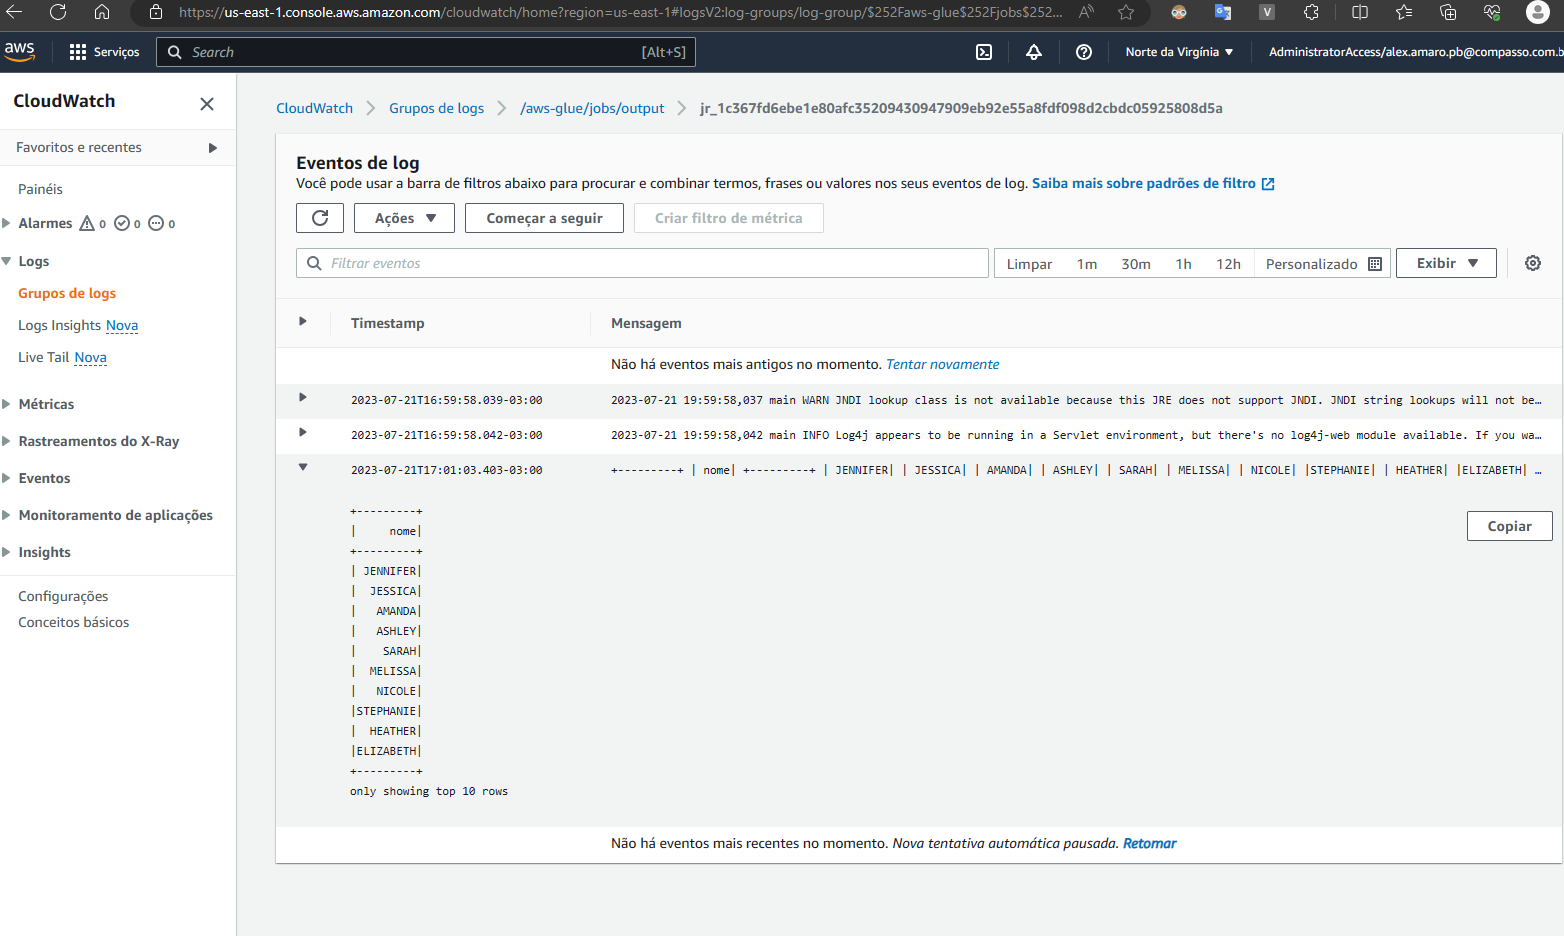 https://us-east-1.console.aws.amazon.com/cloudwatch/home?region=us-east-1#logsV2:log-groups/log-group/$252Faws-glue$252Fjobs$252...
aws Serviços Search [Alt+S] Norte da Virgínia AdministratorAccess/alex.amaro.pb@compasso.com.b
CloudWatch
Favoritos e recentes
Painéis
Alarmes 0 0 0
Logs
Grupos de logs
Logs Insights Nova
Live Tail Nova
Métricas
Rastreamentos do X-Ray
Eventos
Monitoramento de aplicações
Insights
Configurações
Conceitos básicos
CloudWatch Grupos de logs /aws-glue/jobs/output jr_1c367fd6ebe1e80afc35209430947909eb92e55a8fdf098d2cbdc05925808d5a
Eventos de log
Você pode usar a barra de filtros abaixo para procurar e combinar termos, frases ou valores nos seus eventos de log. Saiba mais sobre padrões de filtro
Ações Começar a seguir Criar filtro de métrica
Filtrar eventos Limpar 1m 30m 1h 12h Personalizado Exibir
Timestamp Mensagem
Não há eventos mais antigos no momento. Tentar novamente
2023-07-21T16:59:58.039-03:00 2023-07-21 19:59:58,037 main WARN JNDI lookup class is not available because this JRE does not support JNDI. JNDI string lookups will not be…
2023-07-21T16:59:58.042-03:00 2023-07-21 19:59:58,042 main INFO Log4j appears to be running in a Servlet environment, but there's no log4j-web module available. If you wa…
2023-07-21T17:01:03.403-03:00 +---------+ | nome| +---------+ | JENNIFER| | JESSICA| | AMANDA| | ASHLEY| | SARAH| | MELISSA| | NICOLE| |STEPHANIE| | HEATHER| |ELIZABETH| …
+---------+
|     nome|
+---------+
| JENNIFER|
|  JESSICA|
|   AMANDA|
|   ASHLEY|
|    SARAH|
|  MELISSA|
|   NICOLE|
|STEPHANIE|
|  HEATHER|
|ELIZABETH|
+---------+
only showing top 10 rows
Copiar
Não há eventos mais recentes no momento. Nova tentativa automática pausada. Retomar